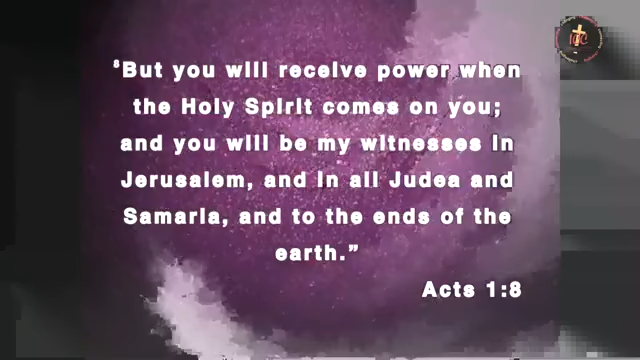 ⁸But you will receive power when
the Holy Spirit comes on you;
and you will be my witnesses in
Jerusalem, and in all Judea and
Samaria, and to the ends of the
earth.”
Acts 1:8